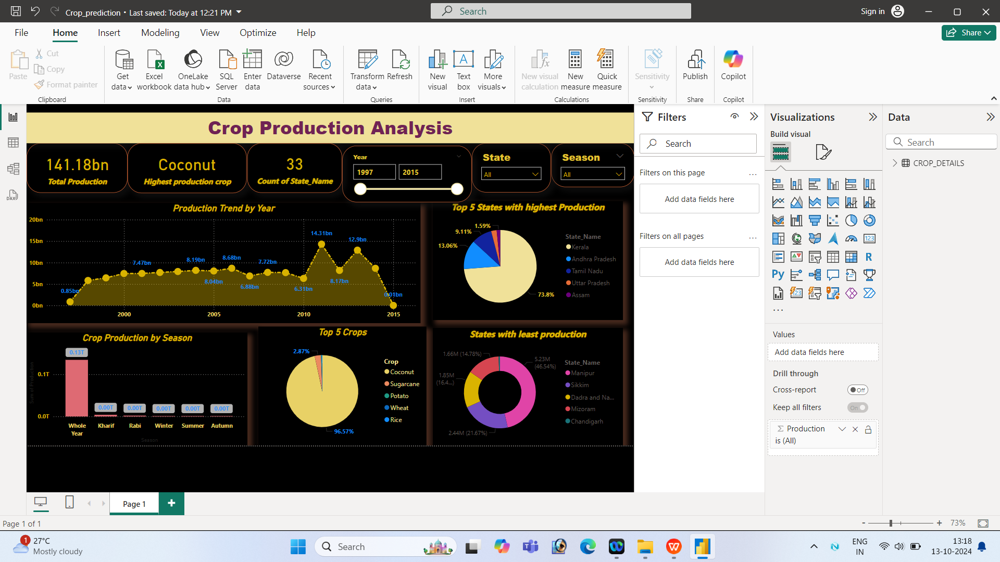 Crop_prediction • Last saved: Today at 12:21 PM
Search
Sign in
File
Home
Insert
Modeling
View
Optimize
Help
Share
Paste
Cut
Copy
Format painter
Clipboard
Get data
Excel workbook
OneLake data hub
SQL Server
Enter data
Dataverse
Recent sources
Data
Transform data
Refresh
Queries
New visual
Text box
More visuals
Insert
New visual calculation
New measure
Quick measure
Calculations
Sensitivity
Sensitivity
Publish
Share
Copilot
Copilot
Crop Production Analysis
141.18bn
Total Production
Coconut
Highest production crop
33
Count of State_Name
Year
1997
2015
State
All
Season
All
Production Trend by Year
20bn
15bn
10bn
5bn
0bn
0.85bn
7.47bn
8.19bn
8.04bn
8.68bn
6.88bn
7.72bn
6.31bn
14.31bn
8.17bn
12.9bn
0.01bn
2000
2005
2010
2015
Top 5 States with highest Production
1.59%
9.11%
13.06%
73.8%
State_Name
Kerala
Andhra Pradesh
Tamil Nadu
Uttar Pradesh
Assam
Crop Production by Season
Sum of Production
0.1T
0.0T
0.13T
0.00T
0.00T
0.00T
0.00T
0.00T
Whole Year
Kharif
Rabi
Winter
Summer
Autumn
Season
Top 5 Crops
2.87%
96.57%
Crop
Coconut
Sugarcane
Potato
Wheat
Rice
States with least production
1.66M (14.78%)
5.23M
(46.54%)
1.85M
(16.4...)
2.44M (21.67%)
State_Name
Manipur
Sikkim
Dadra and Na...
Mizoram
Chandigarh
Filters
Search
Filters on this page
...
Add data fields here
Filters on all pages
...
Add data fields here
Visualizations
Build visual
123
R
Py
123
...
Values
Add data fields here
Drill through
Cross-report
Off
Keep all filters
On
Σ Production
is (All)
Data
Search
CROP_DETAILS
DAX
Page 1
+
Page 1 of 1
- + 73%
1
27°C
Mostly cloudy
Search
ENG
IN
13:18
13-10-2024